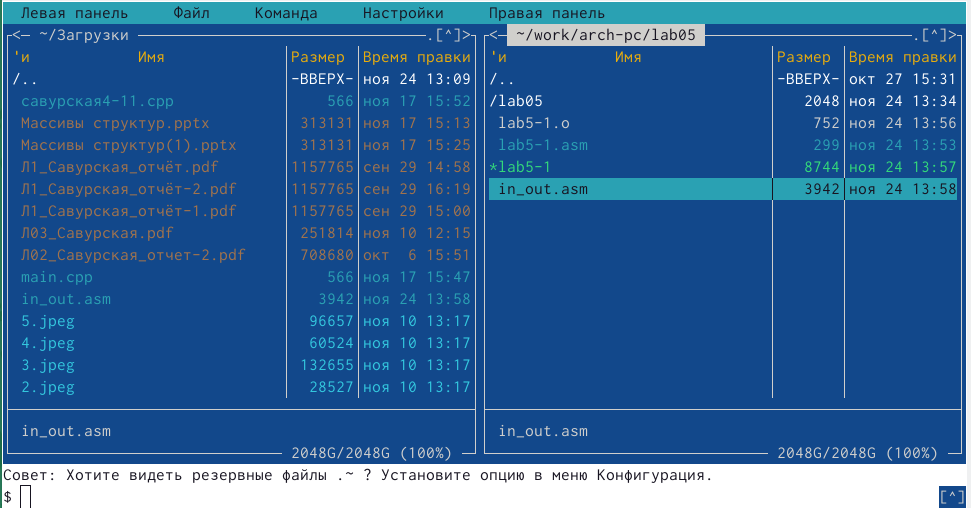 Левая панель     Файл     Команда     Настройки     Правая панель
<─ ~/Загрузки ─.[^]> <─ ~/work/arch-pc/lab05 ─.[^]>
'и Имя Размер Время правки 'и Имя Размер Время правки
/.. -ВВЕРХ- ноя 24 13:09 /.. -ВВЕРХ- окт 27 15:31
савурская4-11.cpp 566 ноя 17 15:52 /lab05 2048 ноя 24 13:34
Массивы структур.pptx 313131 ноя 17 15:13 lab5-1.o 752 ноя 24 13:56
Массивы структур(1).pptx 313131 ноя 17 15:25 lab5-1.asm 299 ноя 24 13:53
Л1_Савурская_отчёт.pdf 1157765 сен 29 14:58 *lab5-1 8744 ноя 24 13:57
Л1_Савурская_отчёт-2.pdf 1157765 сен 29 16:19 in_out.asm 3942 ноя 24 13:58
Л1_Савурская_отчёт-1.pdf 1157765 сен 29 15:00
Л03_Савурская.pdf 251814 ноя 10 12:15
Л02_Савурская_отчет-2.pdf 708680 окт 6 15:51
main.cpp 566 ноя 17 15:47
in_out.asm 3942 ноя 24 13:58
5.jpeg 96657 ноя 10 13:17
4.jpeg 60524 ноя 10 13:17
3.jpeg 132655 ноя 10 13:17
2.jpeg 28527 ноя 10 13:17
in_out.asm in_out.asm
2048G/2048G (100%) 2048G/2048G (100%)
Совет: Хотите видеть резервные файлы .~ ? Установите опцию в меню Конфигурация.
$ [^]